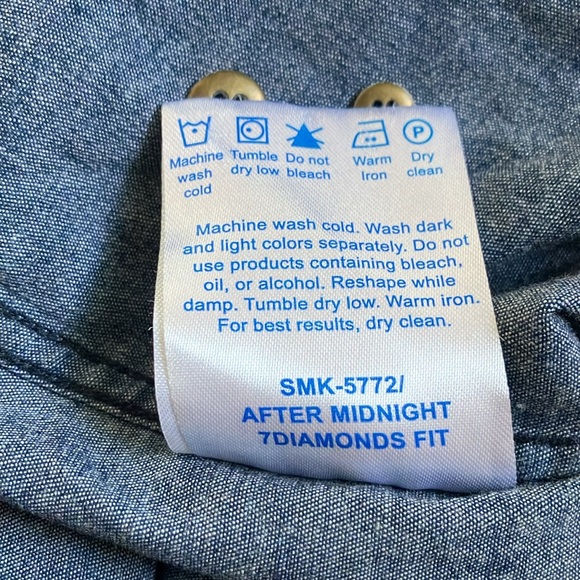 P
Machine Tumble Do not Warm Dry
wash dry low bleach Iron clean
cold
Machine wash cold. Wash dark
and light colors separately. Do not
use products containing bleach,
oil, or alcohol. Reshape while
damp. Tumble dry low. Warm iron.
For best results, dry clean.
SMK-5772/
AFTER MIDNIGHT
7DIAMONDS FIT